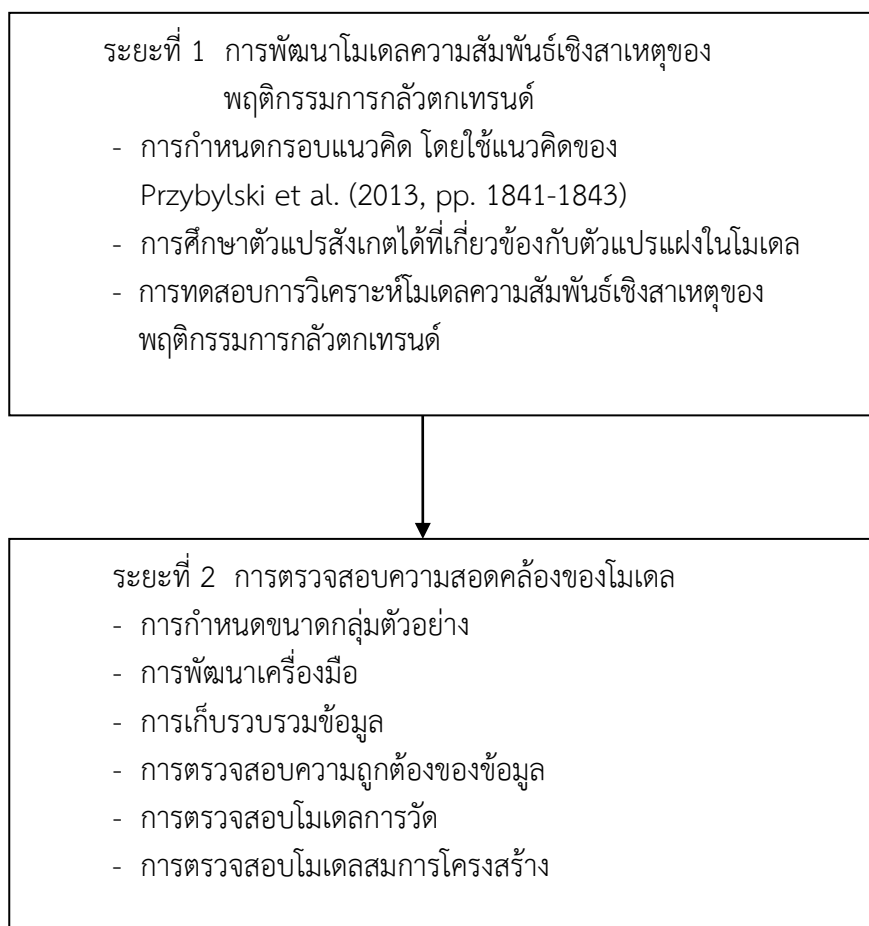 ระยะที่ 1 การพัฒนาโมเดลความสัมพันธ์เชิงสาเหตุของ
พฤติกรรมการกลัวตกเทรนด์
- การกำหนดกรอบแนวคิด โดยใช้แนวคิดของ
Przybylski et al. (2013, pp. 1841-1843)
- การศึกษาตัวแปรสังเกตได้ที่เกี่ยวข้องกับตัวแปรแฝงในโมเดล
- การทดสอบการวิเคราะห์โมเดลความสัมพันธ์เชิงสาเหตุของ
พฤติกรรมการกลัวตกเทรนด์
ระยะที่ 2 การตรวจสอบความสอดคล้องของโมเดล
- การกำหนดขนาดกลุ่มตัวอย่าง
- การพัฒนาเครื่องมือ
- การเก็บรวบรวมข้อมูล
- การตรวจสอบความถูกต้องของข้อมูล
- การตรวจสอบโมเดลการวัด
- การตรวจสอบโมเดลสมการโครงสร้าง